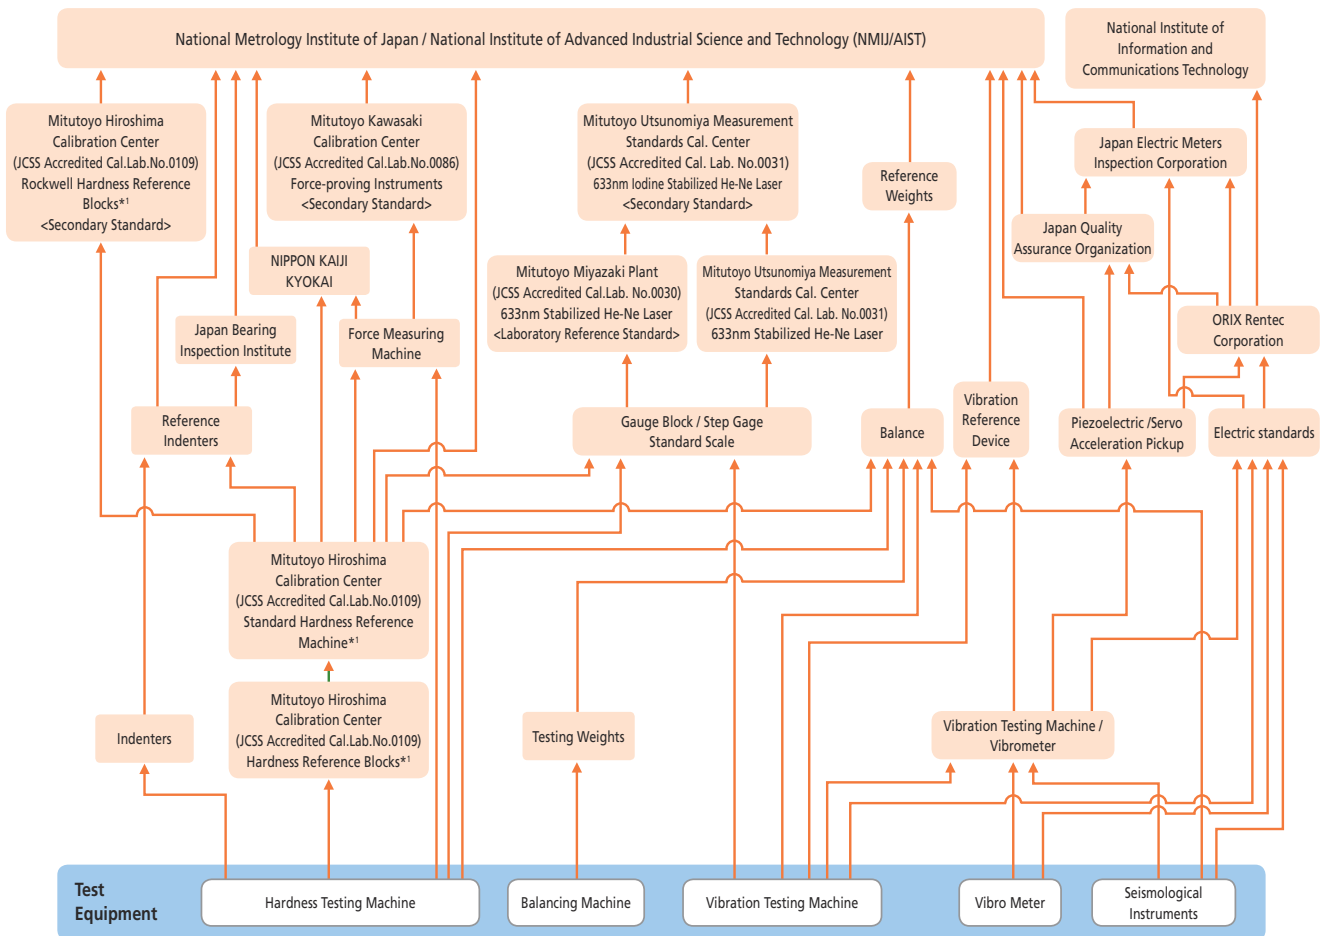 National Metrology Institute of Japan / National Institute of Advanced Industrial Science and Technology (NMIJ/AIST)
National Institute of
Information and
Communications Technology
Mitutoyo Hiroshima
Calibration Center
(JCSS Accredited Cal.Lab.No.0109)
Rockwell Hardness Reference
Blocks*1
<Secondary Standard>
Mitutoyo Kawasaki
Calibration Center
(JCSS Accredited Cal.Lab.No.0086)
Force-proving Instruments
<Secondary Standard>
Mitutoyo Utsunomiya Measurement
Standards Cal. Center
(JCSS Accredited Cal. Lab. No.0031)
633nm Iodine Stabilized He-Ne Laser
<Secondary Standard>
Reference
Weights
Japan Electric Meters
Inspection Corporation
Japan Quality
Assurance Organization
NIPPON KAIJI
KYOKAI
Mitutoyo Miyazaki Plant
(JCSS Accredited Cal.Lab. No.0030)
633nm Stabilized He-Ne Laser
<Laboratory Reference Standard>
Mitutoyo Utsunomiya Measurement
Standards Cal. Center
(JCSS Accredited Cal. Lab. No.0031)
633nm Stabilized He-Ne Laser
ORIX Rentec
Corporation
Japan Bearing
Inspection Institute
Force Measuring
Machine
Reference
Indenters
Gauge Block / Step Gage
Standard Scale
Balance
Vibration
Reference
Device
Piezoelectric /Servo
Acceleration Pickup
Electric standards
Mitutoyo Hiroshima
Calibration Center
(JCSS Accredited Cal.Lab.No.0109)
Standard Hardness Reference
Machine*1
Mitutoyo Hiroshima
Calibration Center
(JCSS Accredited Cal.Lab.No.0109)
Hardness Reference Blocks*1
Indenters
Testing Weights
Vibration Testing Machine /
Vibrometer
Test
Equipment
Hardness Testing Machine
Balancing Machine
Vibration Testing Machine
Vibro Meter
Seismological
Instruments